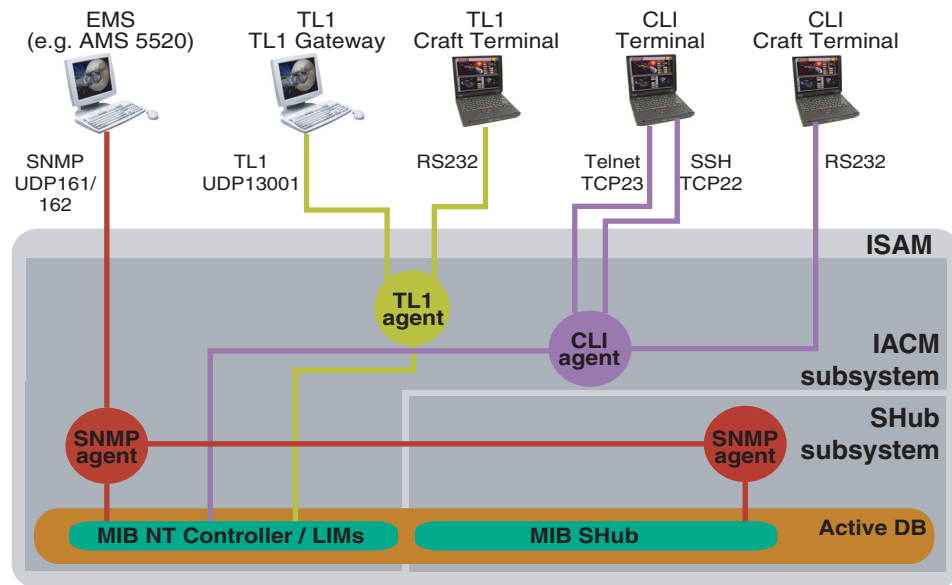 EMS
(e.g. AMS 5520)
TL1
TL1 Gateway
TL1
Craft Terminal
CLI
Terminal
CLI
Craft Terminal
SNMP
UDP161/
162
TL1
UDP13001
RS232
Telnet
TCP23
SSH
TCP22
RS232
ISAM
TL1
agent
CLI
agent
IACM
subsystem
SHub
subsystem
SNMP
agent
SNMP
agent
MIB NT Controller / LIMs
MIB SHub
Active DB